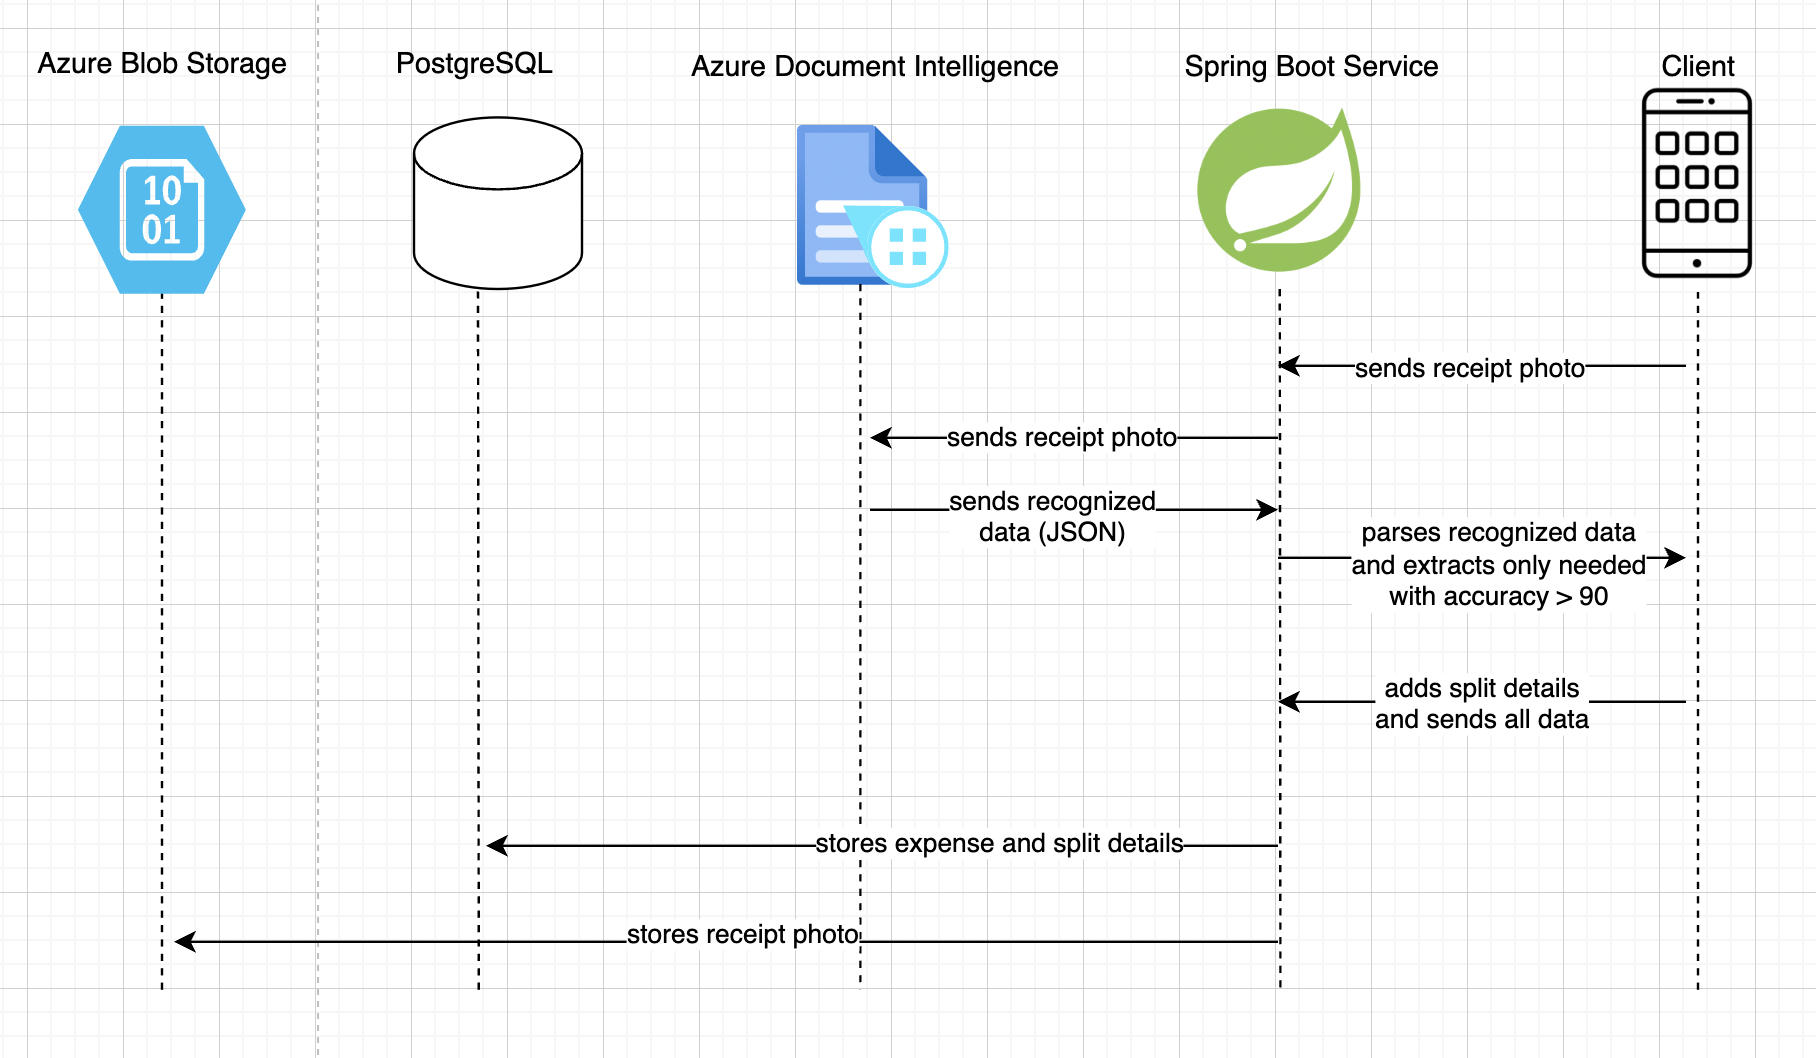 Azure Blob Storage
PostgreSQL
Azure Document Intelligence
Spring Boot Service
Client
10
01
sends receipt photo
sends receipt photo
sends recognized
data (JSON)
parses recognized data
and extracts only needed
with accuracy > 90
adds split details
and sends all data
stores expense and split details
stores receipt photo